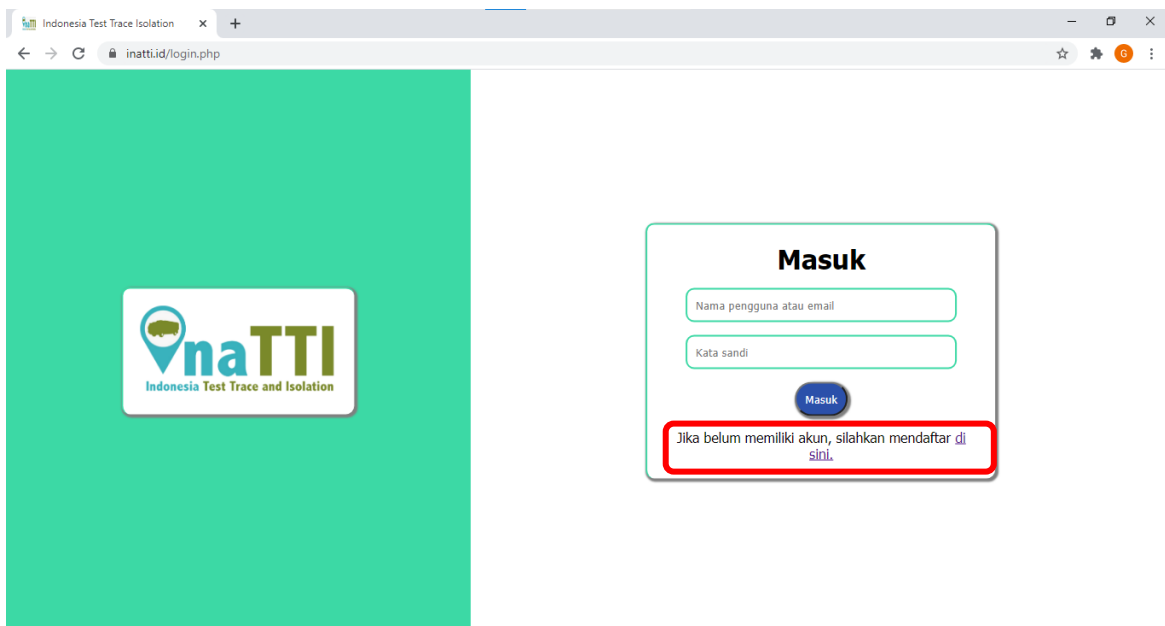 Indonesia Test Trace Isolation
inatti.id/login.php
G
inaTTI
Indonesia Test Trace and Isolation
Masuk
Nama pengguna atau email
Kata sandi
Masuk
Jika belum memiliki akun, silahkan mendaftar di
sini.